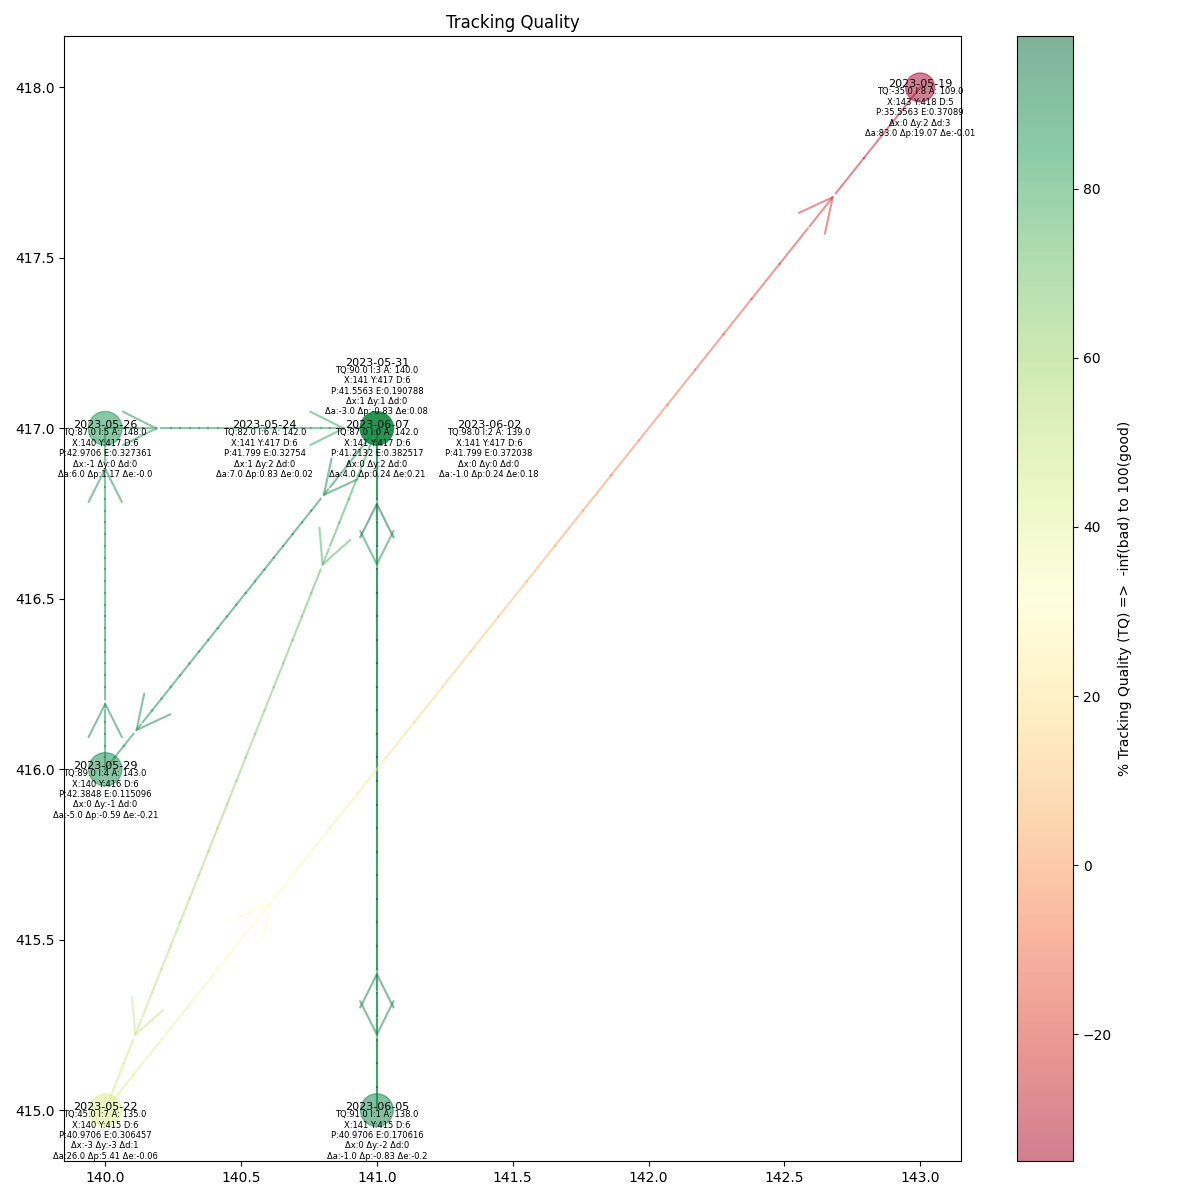 Tracking Quality
418.0
417.5
417.0
416.5
416.0
415.5
415.0
140.0
140.5
141.0
141.5
142.0
142.5
143.0
2023-05-19
TQ:-35.0 I:8 A: 109.0
X:143 Y:418 D:5
P:35.5563 E:0.37089
Δx:0 Δy:2 Δd:3
Δa:83.0 Δp:19.07 Δe:-0.01
2023-05-31
TQ:90.0 I:3 A: 140.0
X:141 Y:417 D:6
P:41.5563 E:0.190788
Δx:1 Δy:1 Δd:0
Δa:-3.0 Δp:-0.83 Δe:0.08
2023-05-26
TQ:87.0 I:5 A: 148.0
X:140 Y:417 D:6
P:42.9706 E:0.327361
Δx:-1 Δy:0 Δd:0
Δa:6.0 Δp:1.17 Δe:-0.0
2023-05-24
TQ:82.0 I:6 A: 142.0
X:141 Y:417 D:6
P:41.799 E:0.32754
Δx:1 Δy:2 Δd:0
Δa:7.0 Δp:0.83 Δe:0.02
2023-06-07
TQ:87.0 I:0 A: 142.0
X:141 Y:417 D:6
P:41.2132 E:0.382517
Δx:0 Δy:2 Δd:0
Δa:4.0 Δp:0.24 Δe:0.21
2023-06-02
TQ:98.0 I:2 A: 139.0
X:141 Y:417 D:6
P:41.799 E:0.372038
Δx:0 Δy:0 Δd:0
Δa:-1.0 Δp:0.24 Δe:0.18
2023-05-29
TQ:89.0 I:4 A: 143.0
X:140 Y:416 D:6
P:42.3848 E:0.115096
Δx:0 Δy:-1 Δd:0
Δa:-5.0 Δp:-0.59 Δe:-0.21
2023-05-22
TQ:45.0 I:7 A: 135.0
X:140 Y:415 D:6
P:40.9706 E:0.306457
Δx:-3 Δy:-3 Δd:1
Δa:26.0 Δp:5.41 Δe:-0.06
2023-06-05
TQ:91.0 I:1 A: 138.0
X:141 Y:415 D:6
P:40.9706 E:0.170616
Δx:0 Δy:-2 Δd:0
Δa:-1.0 Δp:-0.83 Δe:-0.2
80
60
40
20
0
−20
% Tracking Quality (TQ) => -inf(bad) to 100(good)